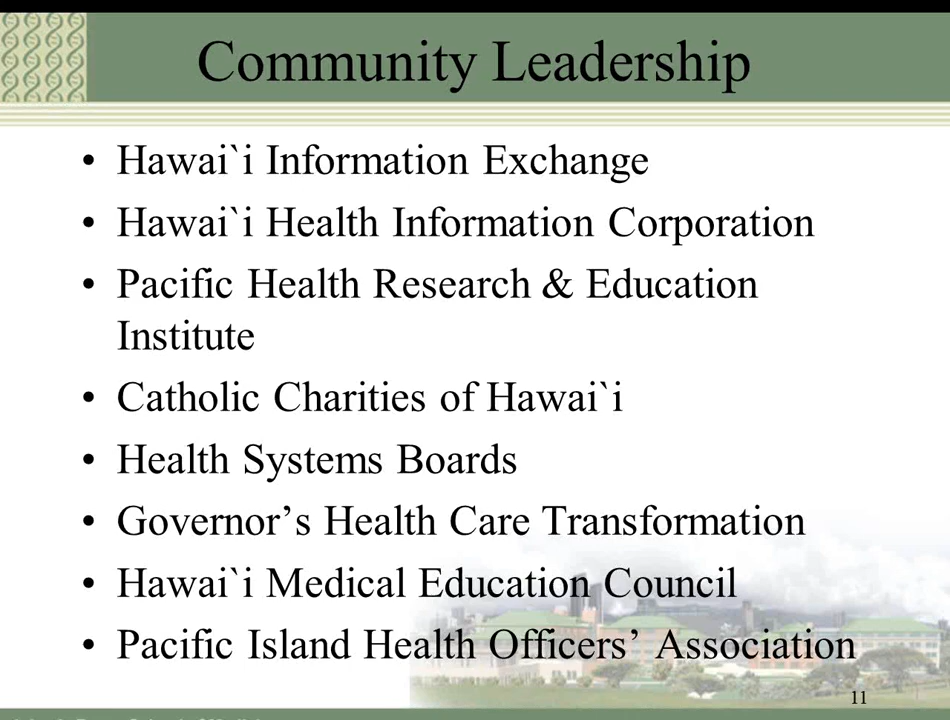 Community Leadership
• Hawai`i Information Exchange
• Hawai`i Health Information Corporation
• Pacific Health Research & Education
Institute
• Catholic Charities of Hawai`i
• Health Systems Boards
• Governor’s Health Care Transformation
• Hawai`i Medical Education Council
• Pacific Island Health Officers’ Association
11